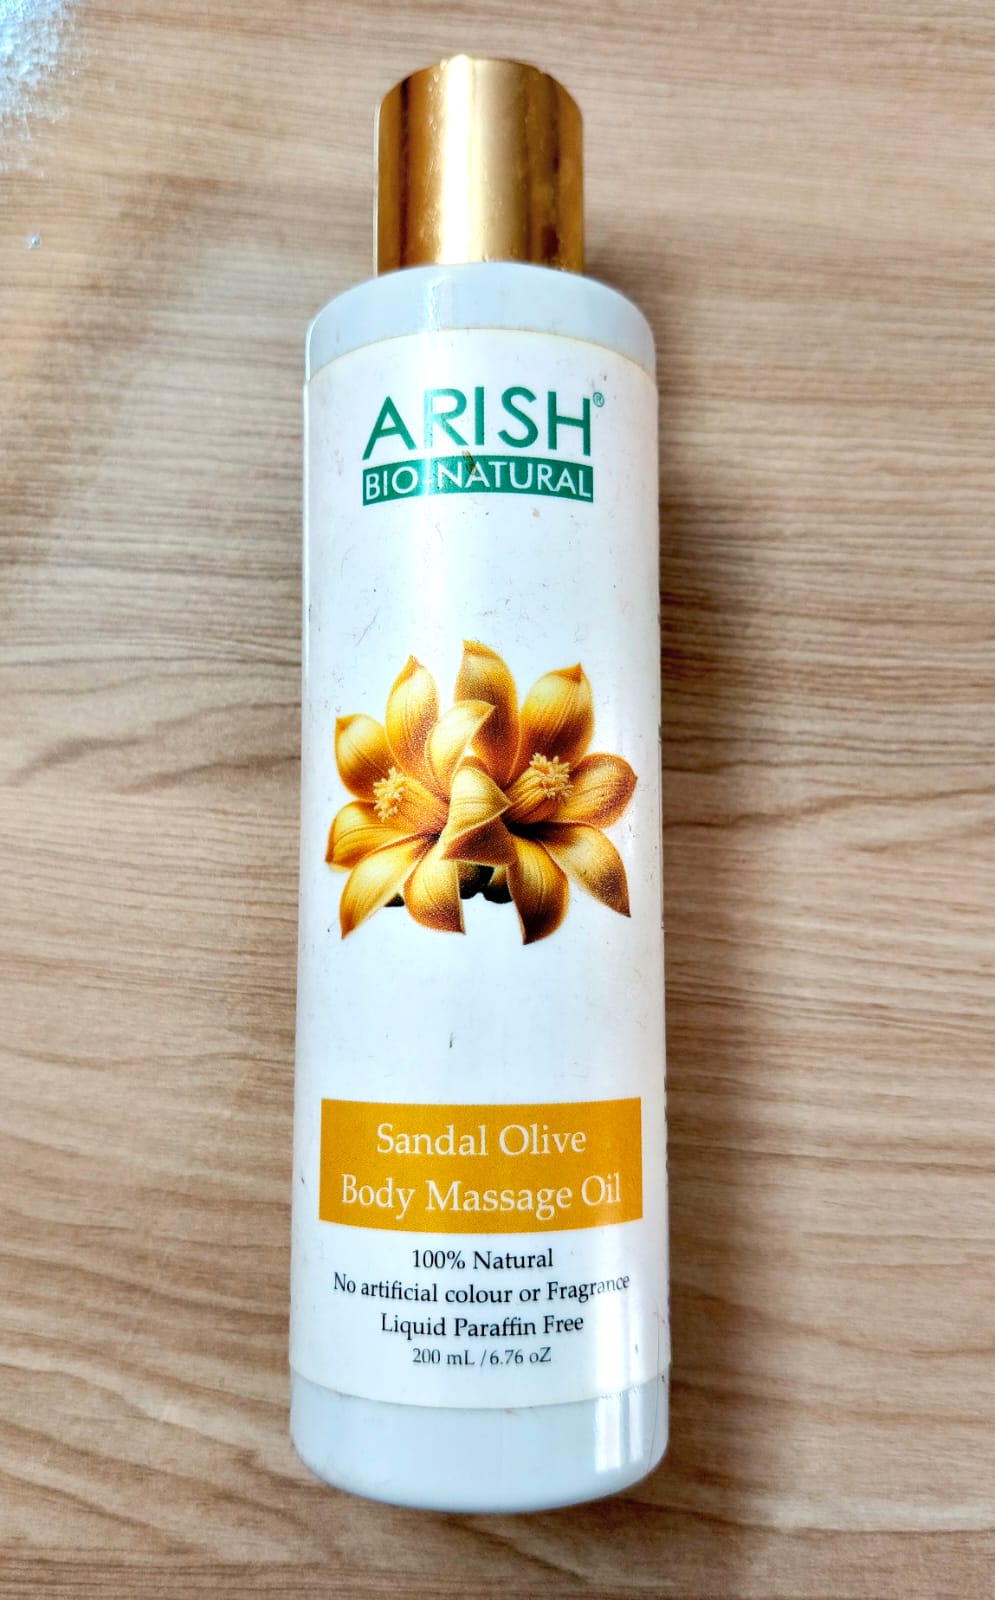 ARISH®
BIO-NATURAL
Sandal Olive
Body Massage Oil
100% Natural
No artificial colour or Fragrance
Liquid Paraffin Free
200 mL /6.76 oZ